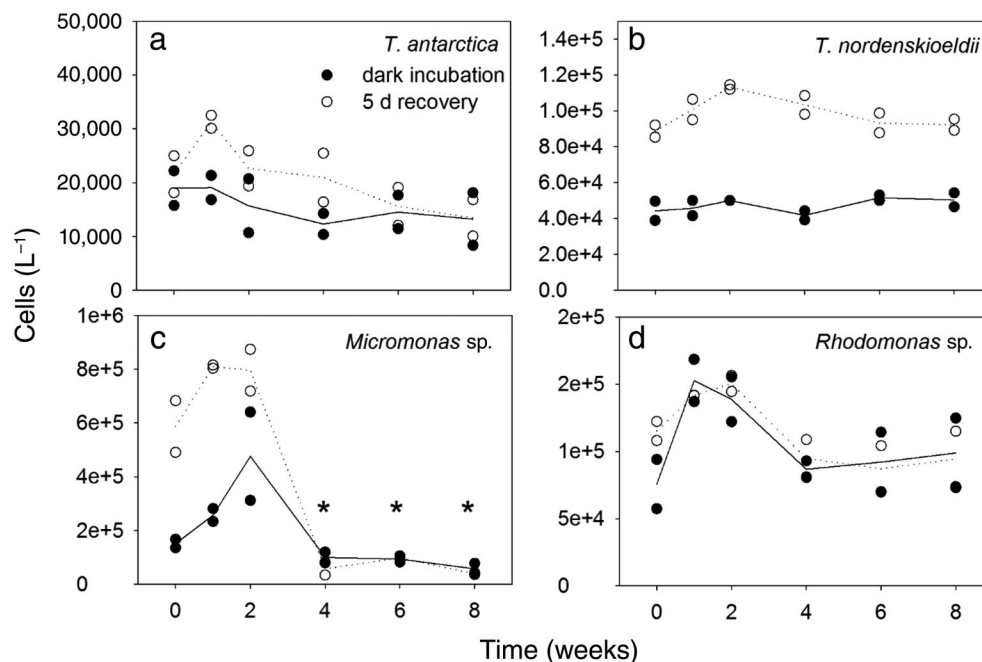 Cells (L⁻¹)
a
T. antarctica
dark incubation
5 d recovery
50,000
40,000
30,000
20,000
10,000
0
b
T. nordenskioeldii
1.4e+5
1.2e+5
1.0e+5
8.0e+4
6.0e+4
4.0e+4
2.0e+4
0.0
c
Micromonas sp.
1e+6
8e+5
6e+5
4e+5
2e+5
0
* * *
0 2 4 6 8
d
Rhodomonas sp.
2e+5
2e+5
1e+5
5e+4
0
0 2 4 6 8
Time (weeks)